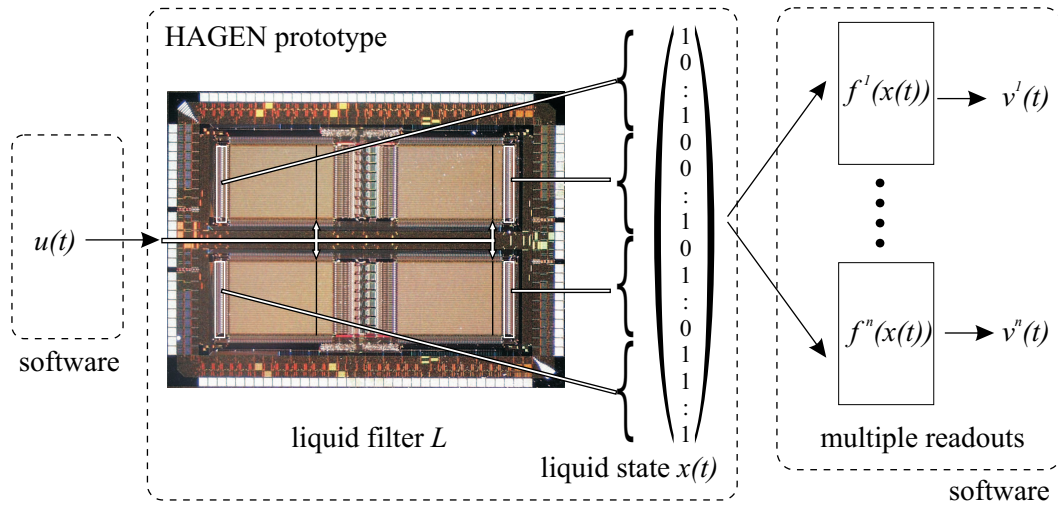 HAGEN prototype
u(t)
software
liquid filter L
1
0
:
1
0
0
:
1
0
1
:
0
1
1
:
1
liquid state x(t)
f¹(x(t))
v¹(t)
fⁿ(x(t))
vⁿ(t)
multiple readouts
software